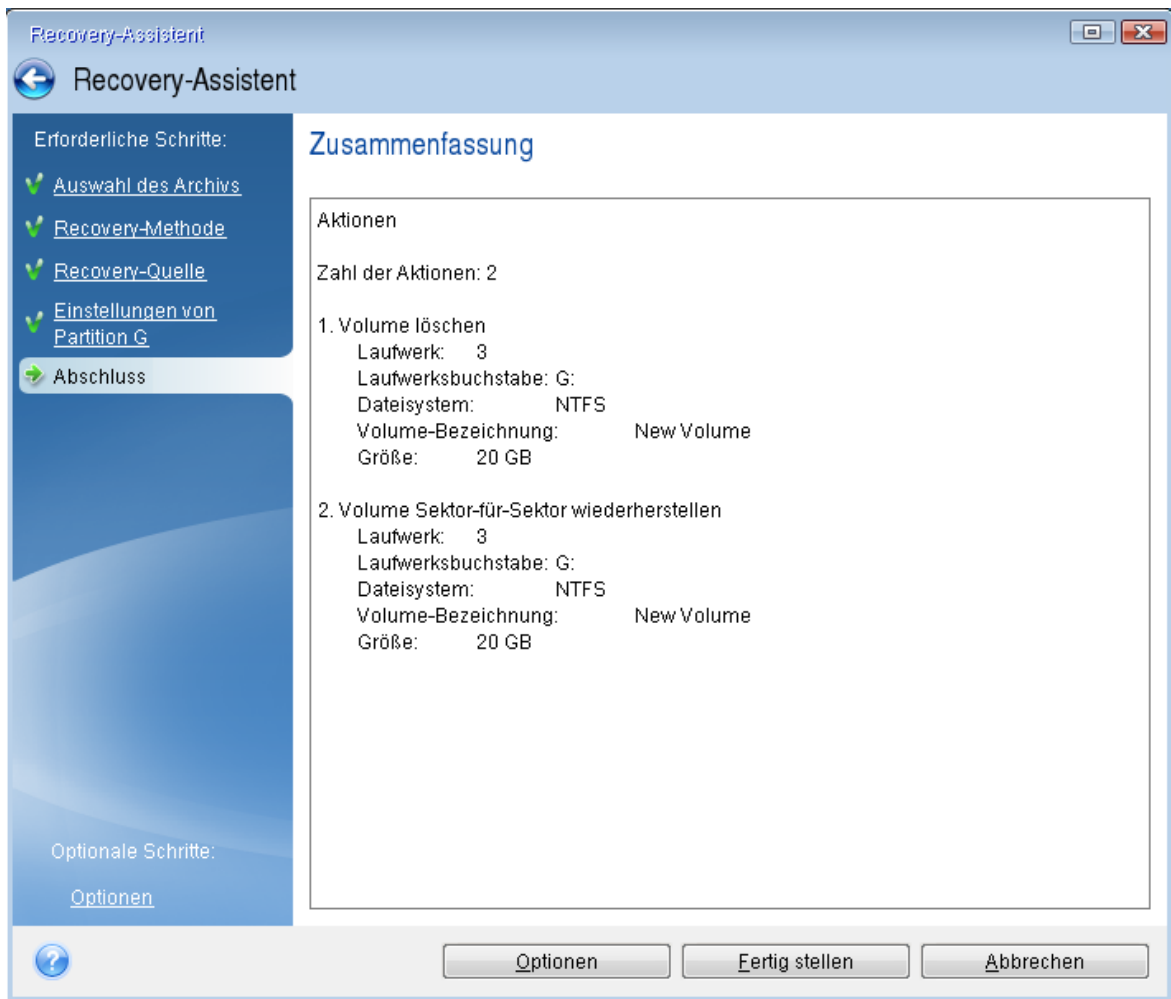 Recovery-Assistent
Recovery-Assistent
Erforderliche Schritte:
Auswahl des Archivs
Recovery-Methode
Recovery-Quelle
Einstellungen von
Partition G
Abschluss
Optionale Schritte:
Optionen
Zusammenfassung
Aktionen
Zahl der Aktionen: 2
1. Volume löschen
Laufwerk: 3
Laufwerksbuchstabe: G:
Dateisystem: NTFS
Volume-Bezeichnung: New Volume
Größe: 20 GB
2. Volume Sektor-für-Sektor wiederherstellen
Laufwerk: 3
Laufwerksbuchstabe: G:
Dateisystem: NTFS
Volume-Bezeichnung: New Volume
Größe: 20 GB
?
Optionen
Fertig stellen
Abbrechen